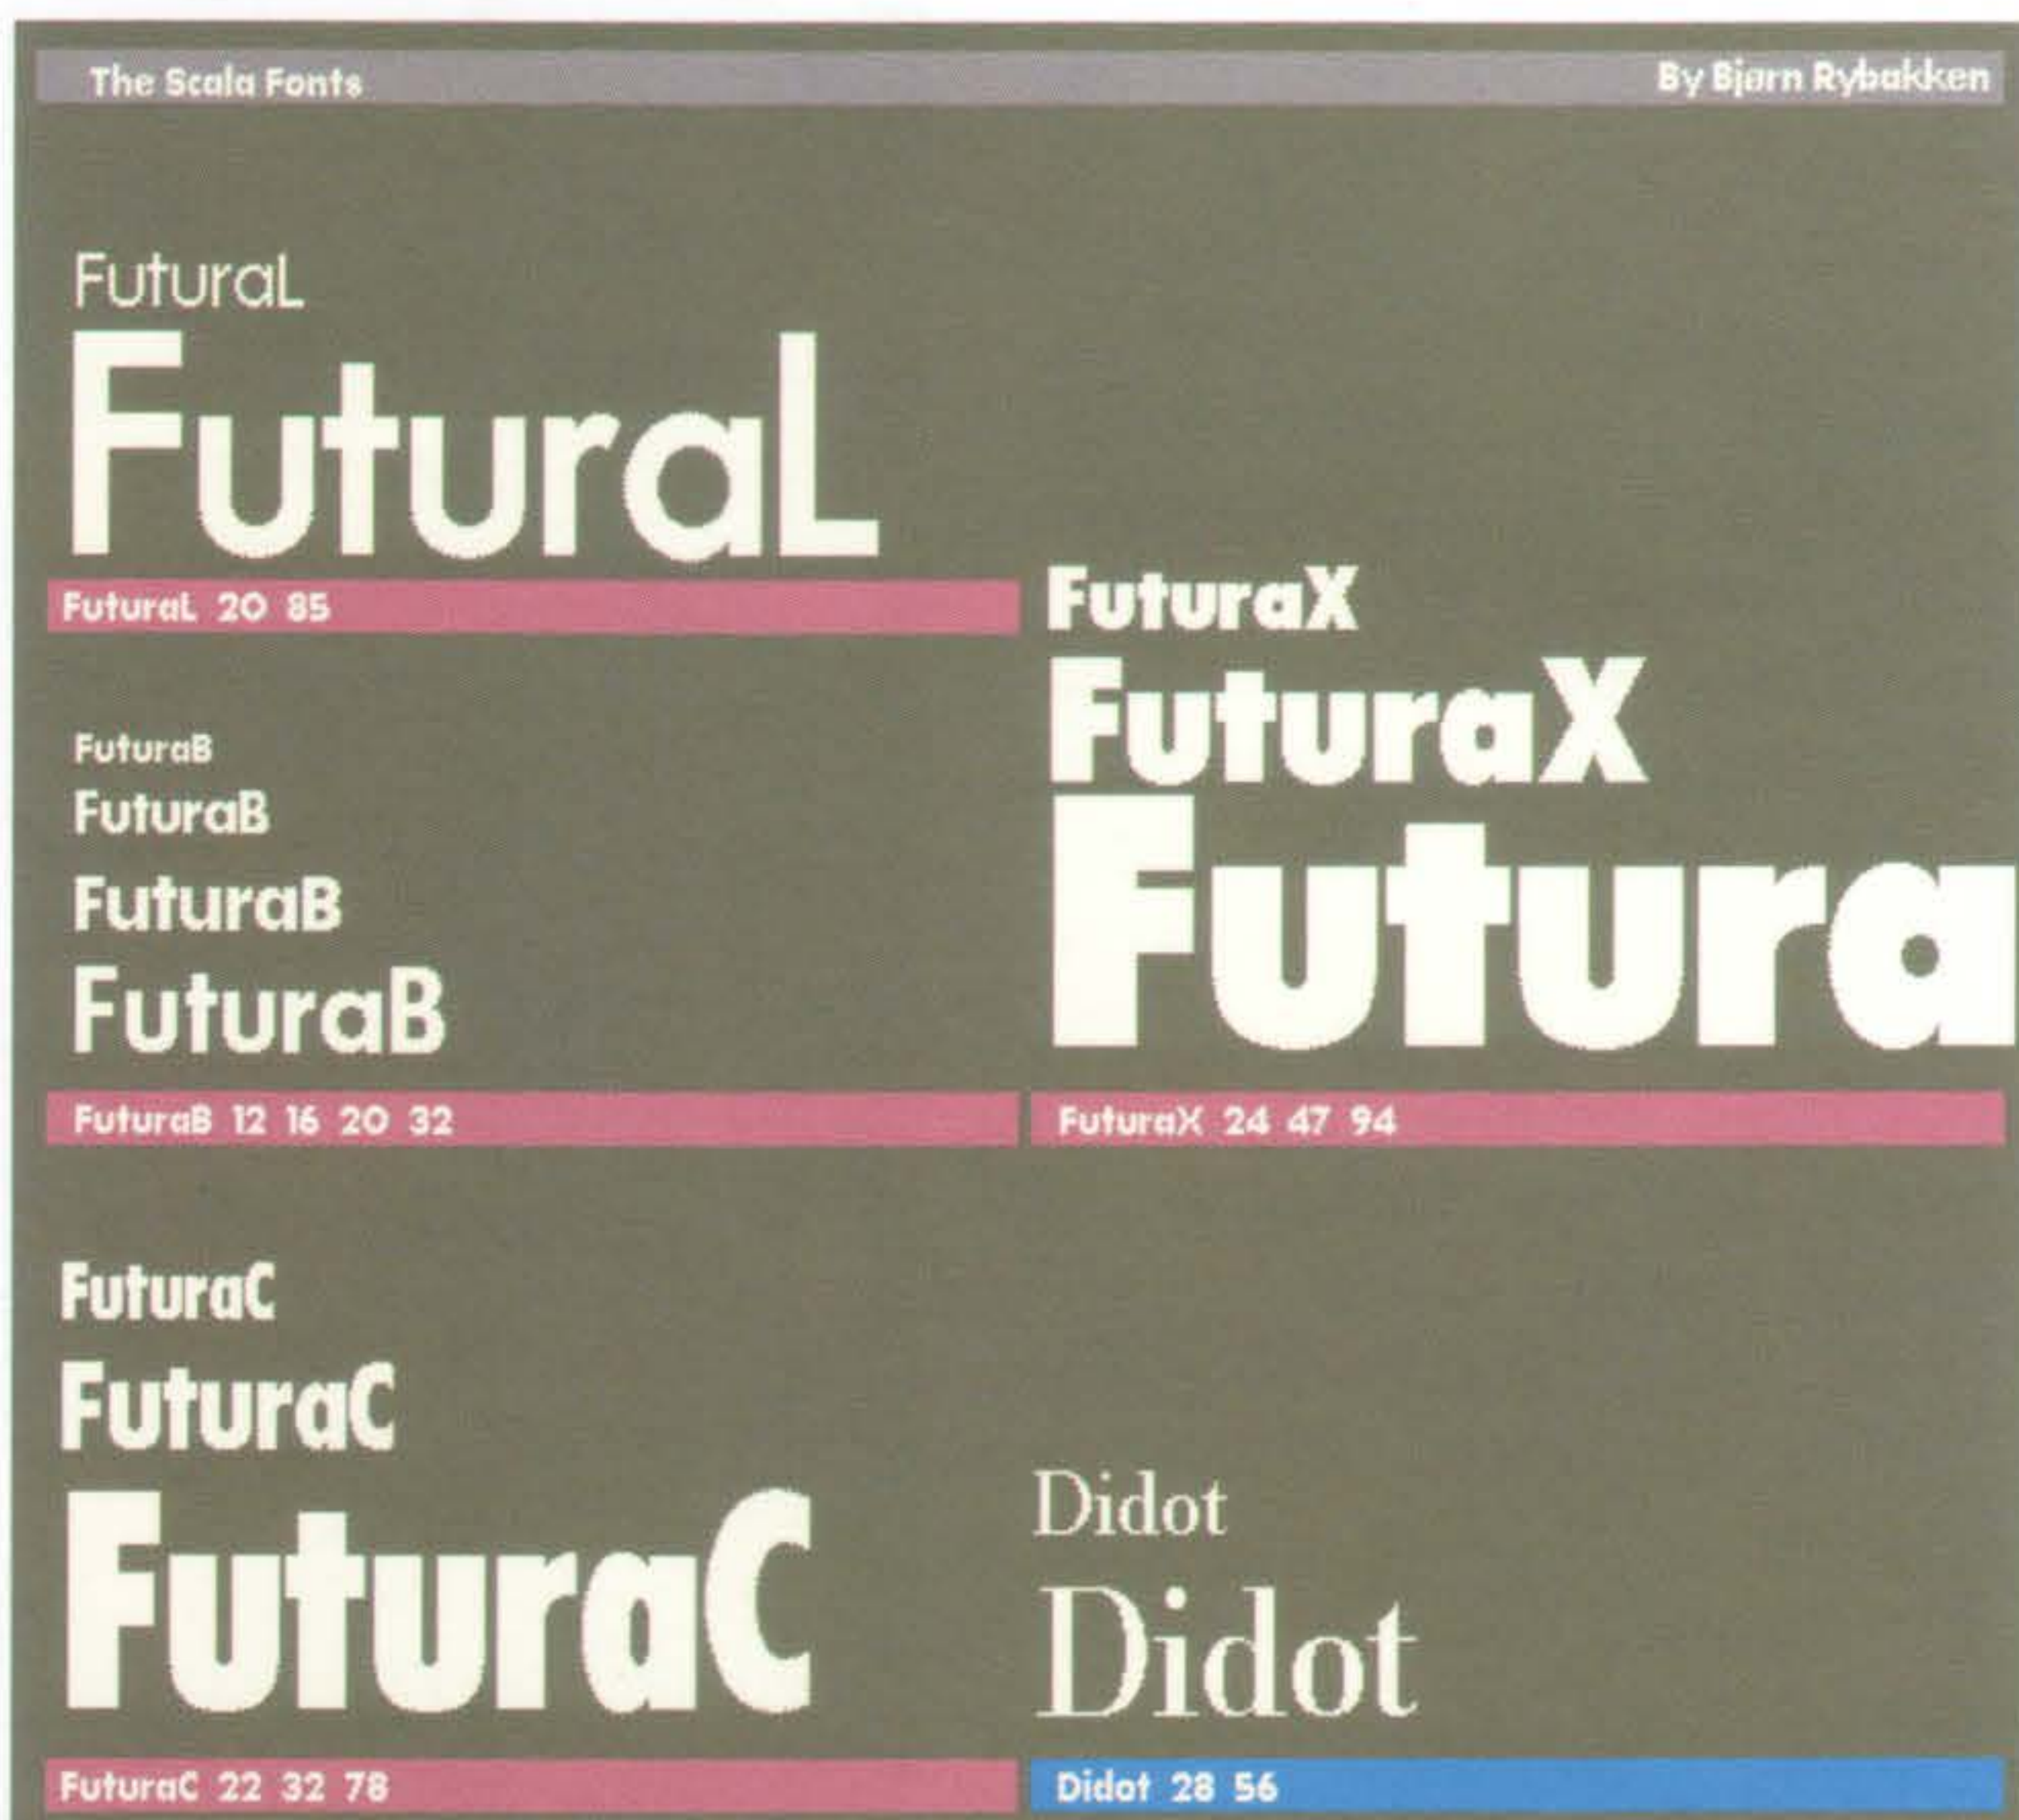 The Scala Fonts
By Bjørn Rybakken
FuturaL
FuturaL
FuturaL 20 85
FuturaB
FuturaB
FuturaB
FuturaB
FuturaB 12 16 20 32
FuturaX
FuturaX
Futura
FuturaX 24 47 94
FuturaC
FuturaC
FuturaC
FuturaC 22 32 78
Didot
Didot
Didot 28 56